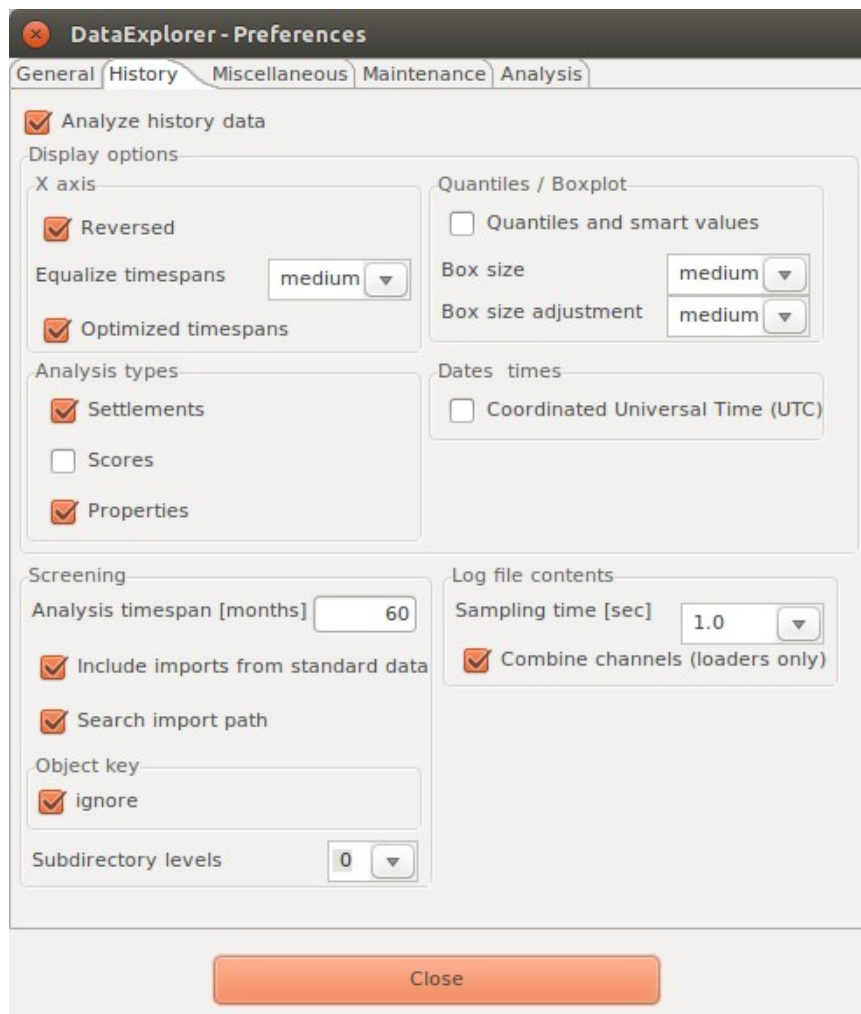 DataExplorer - Preferences
General History Miscellaneous Maintenance Analysis
Analyze history data
Display options
X axis
Reversed
Equalize timespans medium
Optimized timespans
Quantiles / Boxplot
Quantiles and smart values
Box size medium
Box size adjustment medium
Analysis types
Settlements
Scores
Properties
Dates times
Coordinated Universal Time (UTC)
Screening
Analysis timespan [months] 60
Include imports from standard data
Search import path
Object key
ignore
Subdirectory levels 0
Log file contents
Sampling time [sec] 1.0
Combine channels (loaders only)
Close